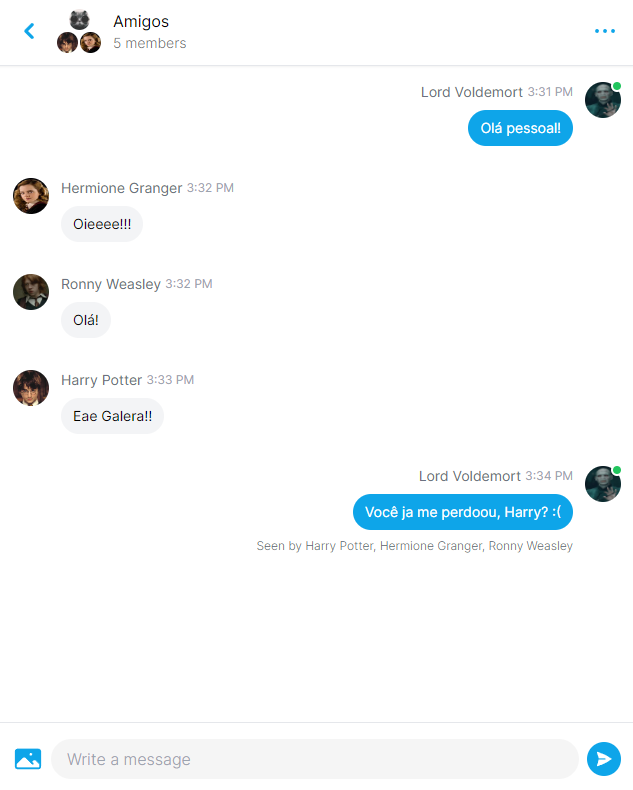 Amigos
5 members
Lord Voldemort 3:31 PM
Olá pessoal!
Hermione Granger 3:32 PM
Oieeee!!!
Ronny Weasley 3:32 PM
Olá!
Harry Potter 3:33 PM
Eae Galera!!
Lord Voldemort 3:34 PM
Você ja me perdoou, Harry? :(
Seen by Harry Potter, Hermione Granger, Ronny Weasley
Write a message